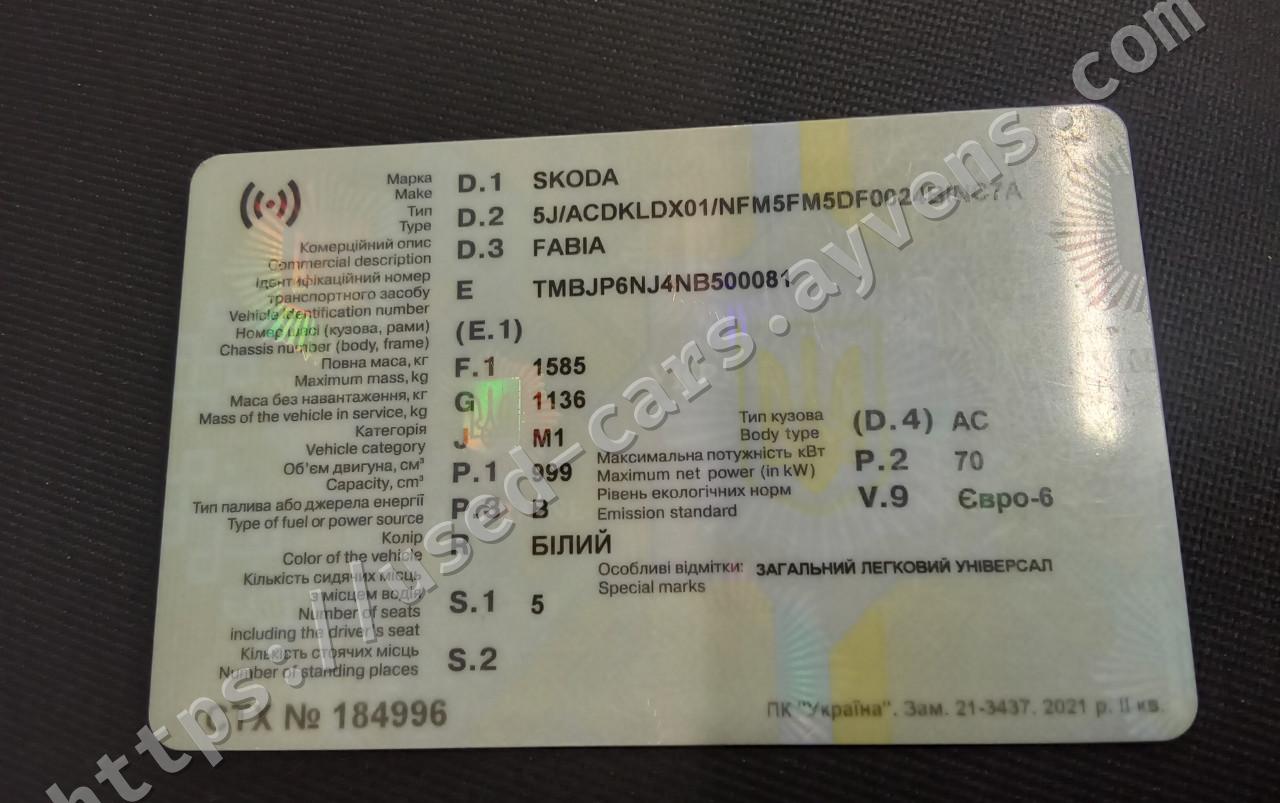 Марка
Make
D.1 SKODA
Тип
Type
D.2
Комерційний опис
Commercial description
D.3 FABIA
Ідентифікаційний номер
транспортного засобу
Vehicle identification number
E TMBJP6NJ4NB500081
Номер шасі (кузова, рами)
Chassis number (body, frame)
(E.1)
Повна маса, кг
Maximum mass, kg
F.1 1585
Маса без навантаження, кг
Mass of the vehicle in service, kg
G 1136
Категорія
Vehicle category
J M1
Тип кузова
Body type
(D.4) AC
Об'єм двигуна, см³
Capacity, cm³
P.1 999
Максимальна потужність кВт
Maximum net power (in kW)
P.2 70
Тип палива або джерела енергії
Type of fuel or power source
P.3 B
Рівень екологічних норм
Emission standard
V.9 Євро-6
Колір
Color of the vehicle
R БІЛИЙ
Особливі відмітки: ЗАГАЛЬНИЙ ЛЕГКОВИЙ УНІВЕРСАЛ
Special marks
Кількість сидячих місць
з місцем водія
Number of seats
including the driver's seat
S.1 5
Кількість стоячих місць
Number of standing places
S.2
СТХ № 184996
ПК "Україна". Зам. 21-3437. 2021 р. II кв.
https://used-cars.ayvens.com